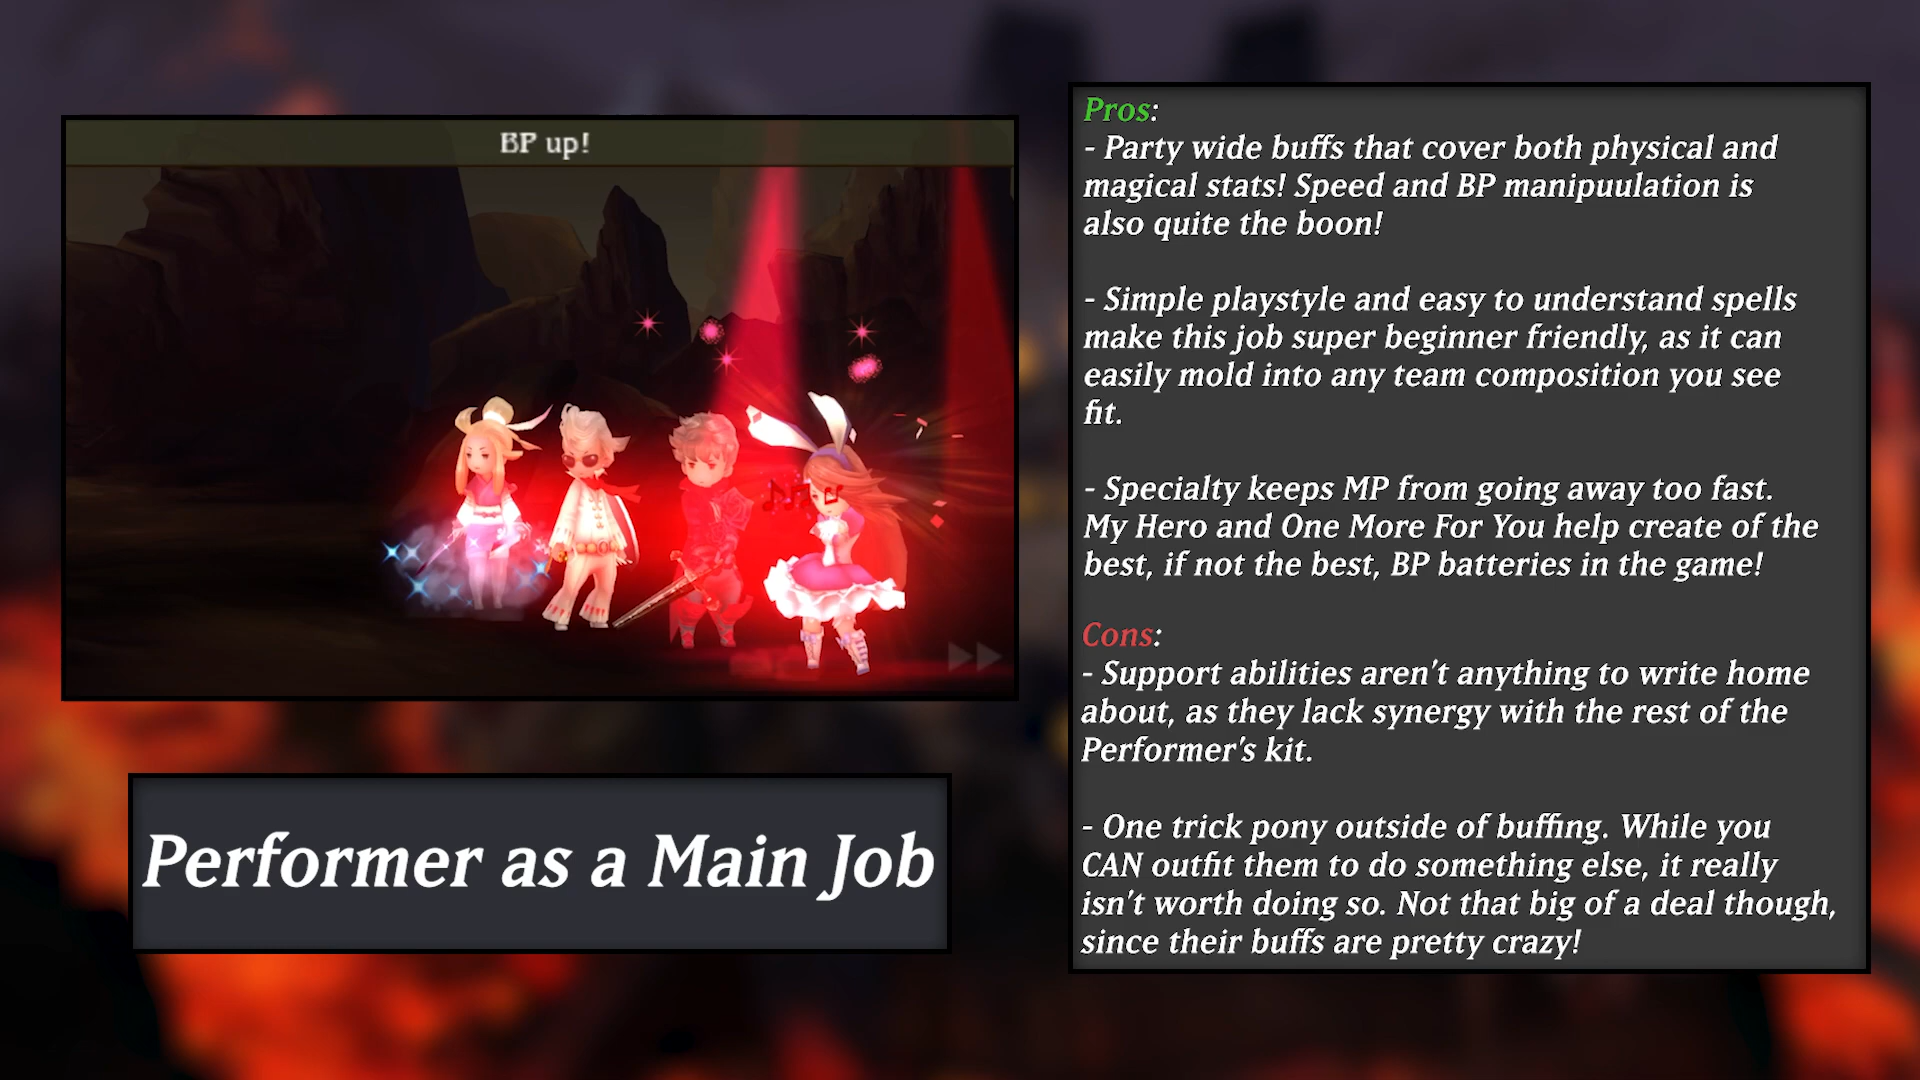 BP up!
Performer as a Main Job
Pros:
- Party wide buffs that cover both physical and
magical stats! Speed and BP manipuulation is
also quite the boon!
- Simple playstyle and easy to understand spells
make this job super beginner friendly, as it can
easily mold into any team composition you see
fit.
- Specialty keeps MP from going away too fast.
My Hero and One More For You help create of the
best, if not the best, BP batteries in the game!
Cons:
- Support abilities aren't anything to write home
about, as they lack synergy with the rest of the
Performer's kit.
- One trick pony outside of buffing. While you
CAN outfit them to do something else, it really
isn't worth doing so. Not that big of a deal though,
since their buffs are pretty crazy!